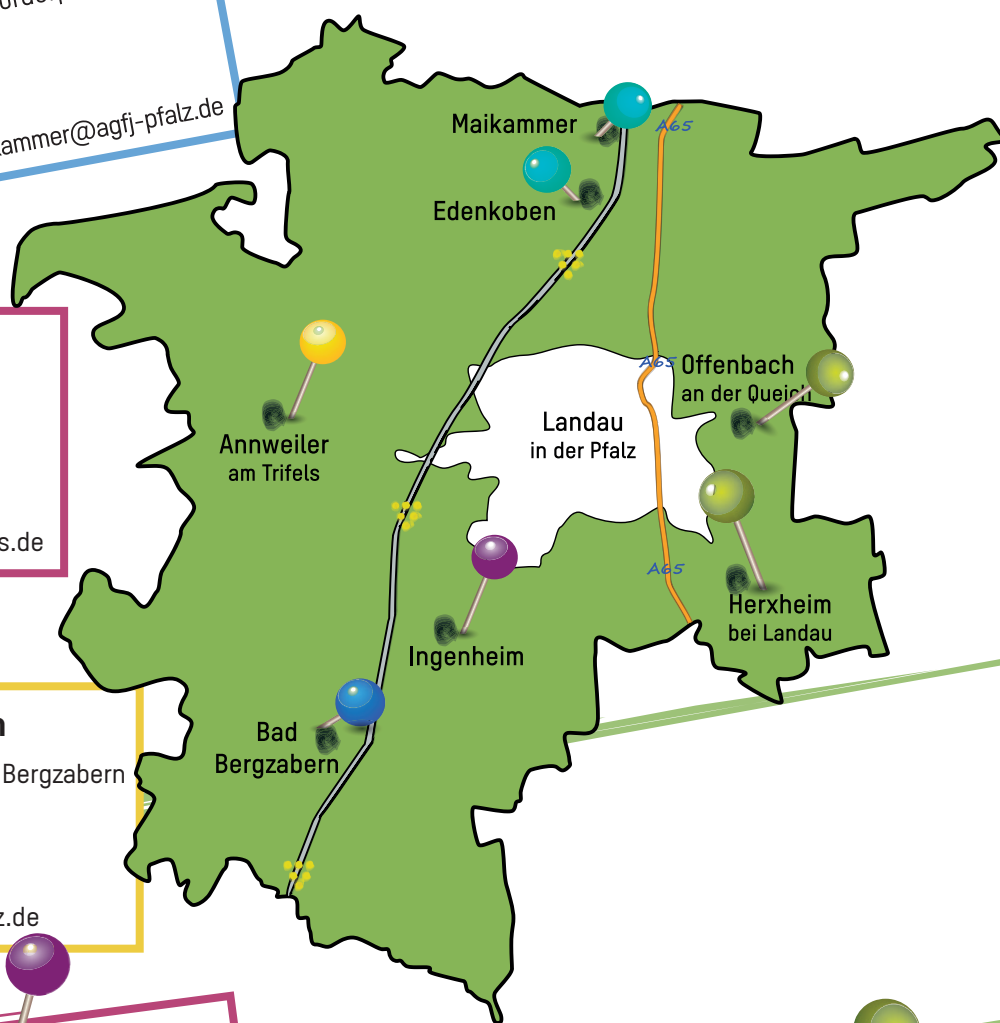 ammer@agfj-pfalz.de
Maikammer
A65
Edenkoben
A65
Offenbach
an der Queich
Landau
in der Pfalz
Annweiler
am Trifels
s.de
A65
Herxheim
bei Landau
Ingenheim
Bad
Bergzabern
n
Bergzabern
z.de